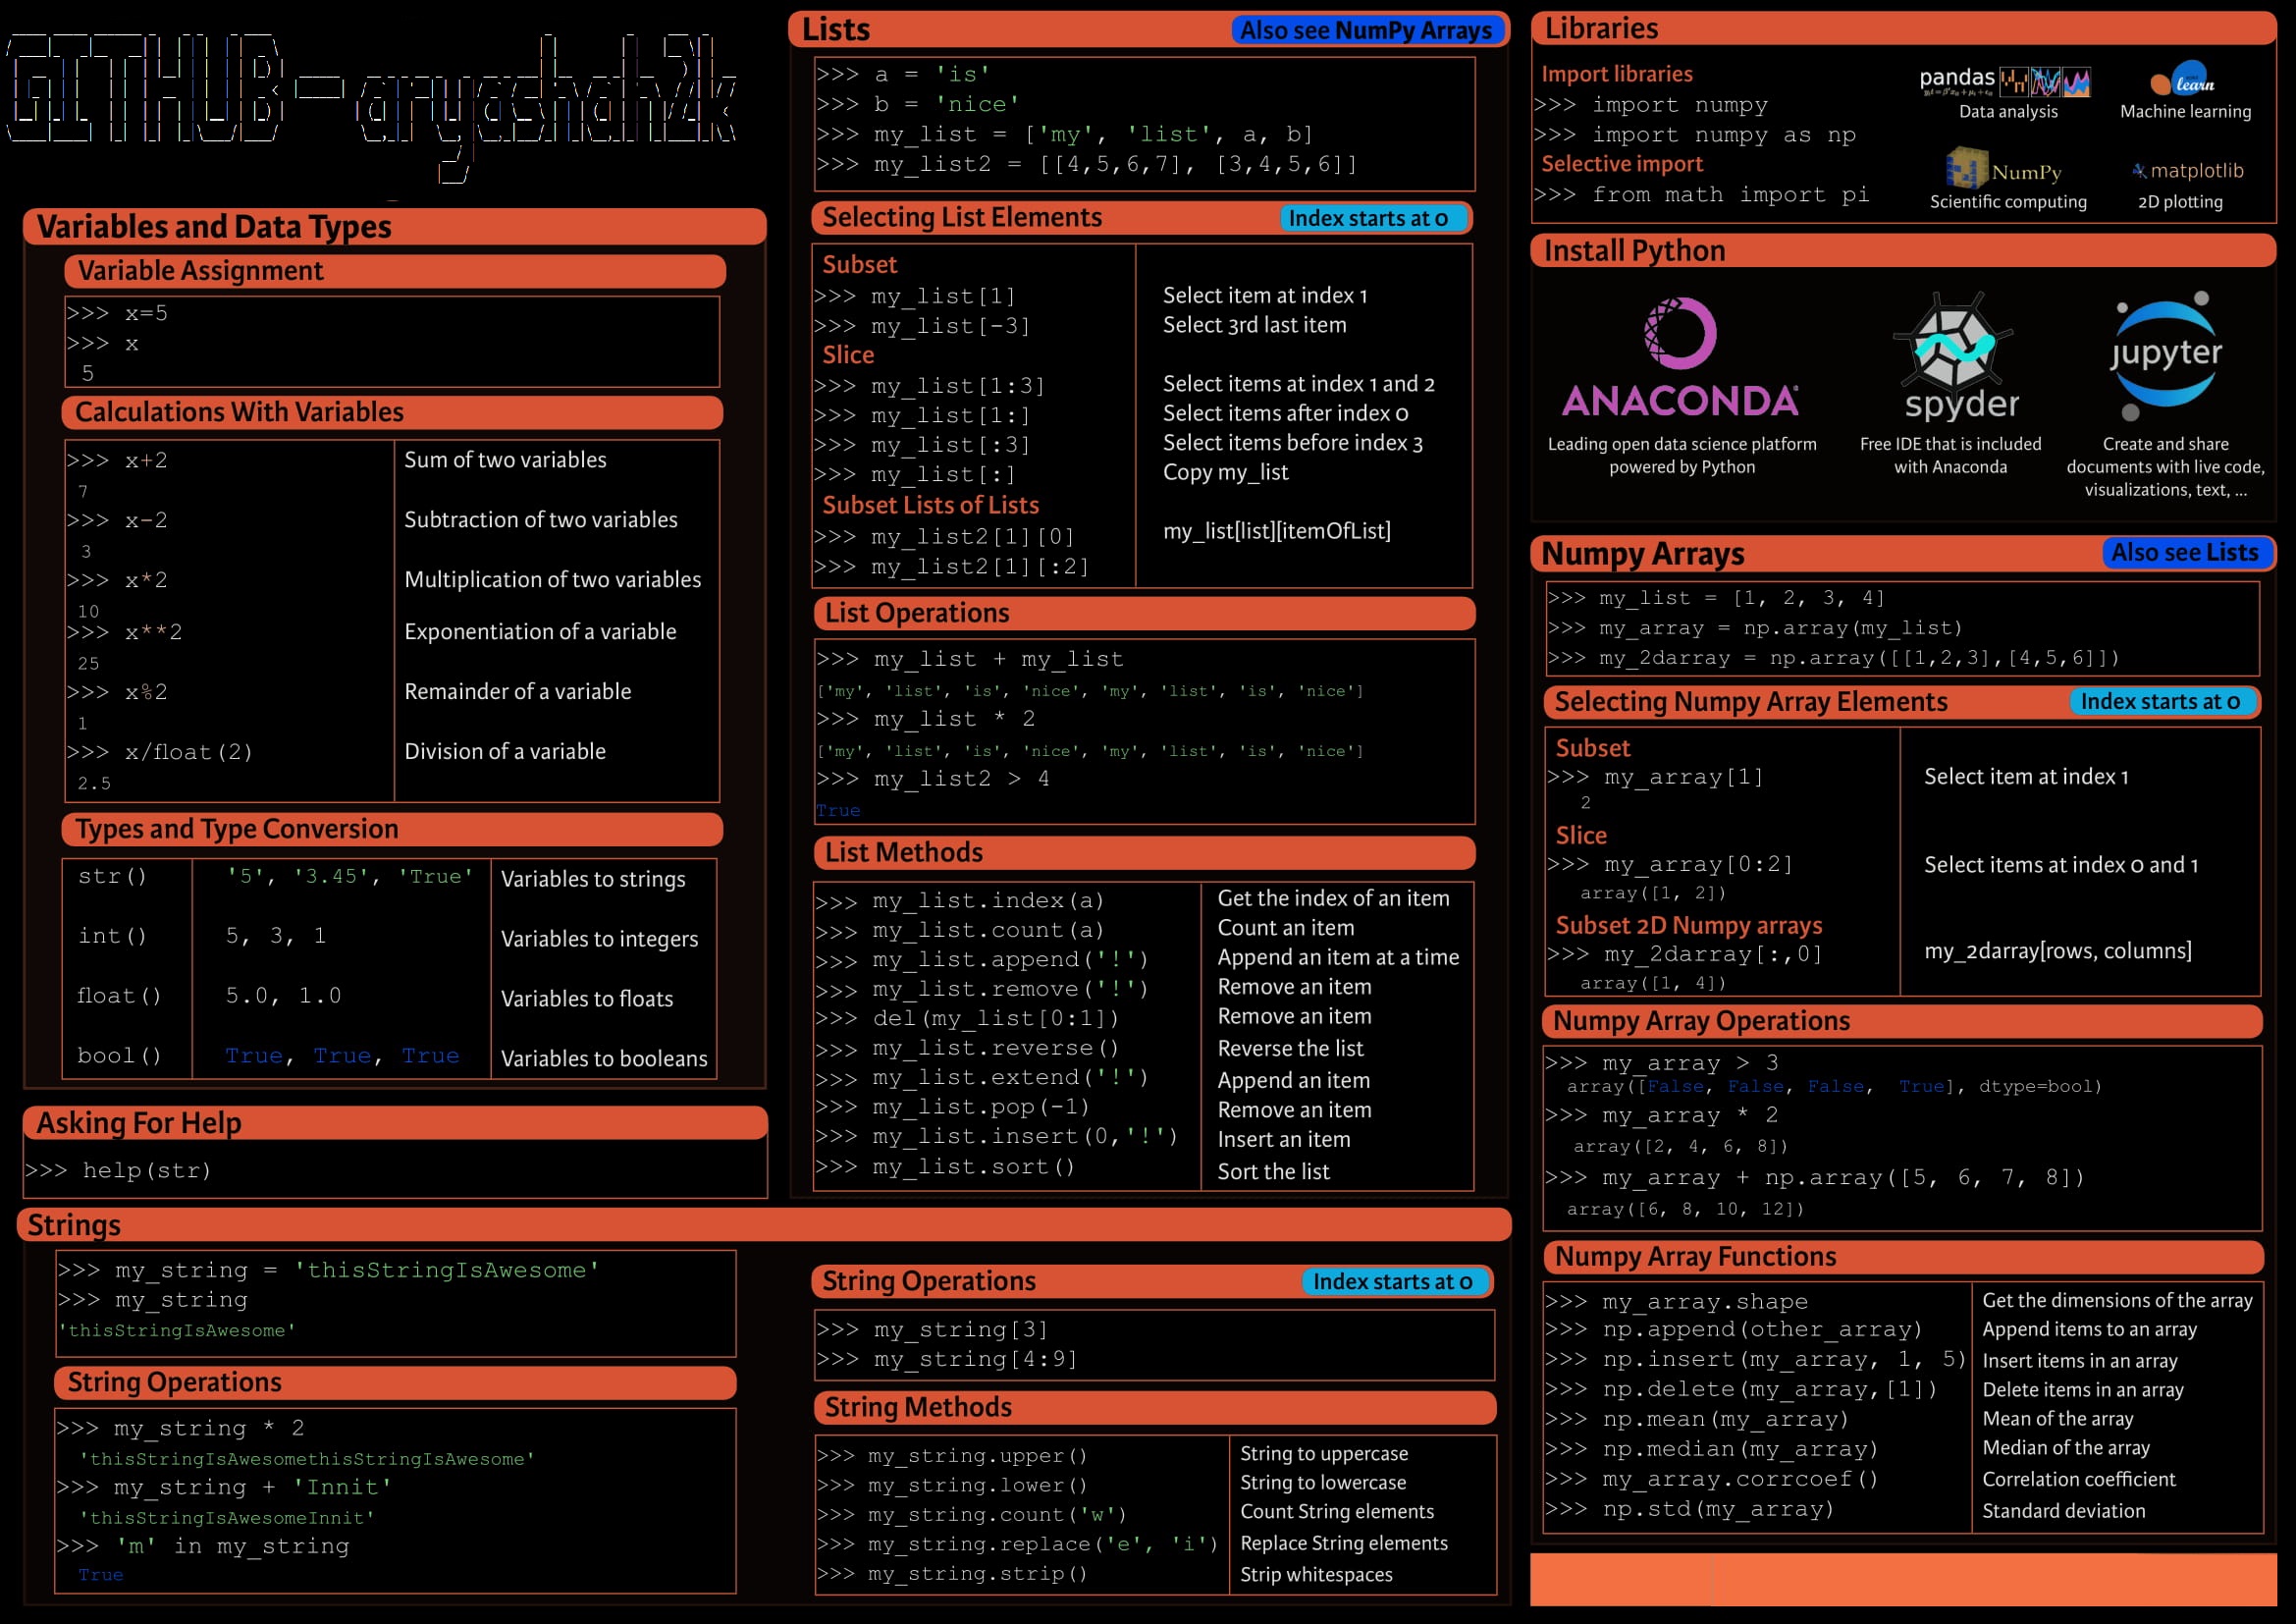 GITHUB-aryashah2k
Variables and Data Types
Variable Assignment
>>> x=5
>>> x
5
Calculations With Variables
>>> x+2 Sum of two variables
7
>>> x-2 Subtraction of two variables
3
>>> x*2 Multiplication of two variables
10
>>> x**2 Exponentiation of a variable
25
>>> x%2 Remainder of a variable
1
>>> x/float(2) Division of a variable
2.5
Types and Type Conversion
str() '5', '3.45', 'True' Variables to strings
int() 5, 3, 1 Variables to integers
float() 5.0, 1.0 Variables to floats
bool() True, True, True Variables to booleans
Asking For Help
>>> help(str)
Lists Also see NumPy Arrays
>>> a = 'is'
>>> b = 'nice'
>>> my_list = ['my', 'list', a, b]
>>> my_list2 = [[4,5,6,7], [3,4,5,6]]
Selecting List Elements Index starts at 0
Subset
>>> my_list[1] Select item at index 1
>>> my_list[-3] Select 3rd last item
Slice
>>> my_list[1:3] Select items at index 1 and 2
>>> my_list[1:] Select items after index 0
>>> my_list[:3] Select items before index 3
>>> my_list[:] Copy my_list
Subset Lists of Lists
>>> my_list2[1][0] my_list[list][itemOfList]
>>> my_list2[1][:2]
List Operations
>>> my_list + my_list
['my', 'list', 'is', 'nice', 'my', 'list', 'is', 'nice']
>>> my_list * 2
['my', 'list', 'is', 'nice', 'my', 'list', 'is', 'nice']
>>> my_list2 > 4
True
List Methods
>>> my_list.index(a) Get the index of an item
>>> my_list.count(a) Count an item
>>> my_list.append('!') Append an item at a time
>>> my_list.remove('!') Remove an item
>>> del(my_list[0:1]) Remove an item
>>> my_list.reverse() Reverse the list
>>> my_list.extend('!') Append an item
>>> my_list.pop(-1) Remove an item
>>> my_list.insert(0,'!') Insert an item
>>> my_list.sort() Sort the list
Strings
>>> my_string = 'thisStringIsAwesome'
>>> my_string
'thisStringIsAwesome'
String Operations
>>> my_string * 2
'thisStringIsAwesomethisStringIsAwesome'
>>> my_string + 'Innit'
'thisStringIsAwesomeInnit'
>>> 'm' in my_string
True
String Operations Index starts at 0
>>> my_string[3]
>>> my_string[4:9]
String Methods
>>> my_string.upper() String to uppercase
>>> my_string.lower() String to lowercase
>>> my_string.count('w') Count String elements
>>> my_string.replace('e', 'i') Replace String elements
>>> my_string.strip() Strip whitespaces
Libraries
Import libraries
>>> import numpy
>>> import numpy as np
Selective import
>>> from math import pi
pandas
Data analysis
learn
Machine learning
NumPy
Scientific computing
matplotlib
2D plotting
Install Python
ANACONDA
Leading open data science platform
powered by Python
spyder
Free IDE that is included
with Anaconda
jupyter
Create and share
documents with live code,
visualizations, text, ...
Numpy Arrays Also see Lists
>>> my_list = [1, 2, 3, 4]
>>> my_array = np.array(my_list)
>>> my_2darray = np.array([[1,2,3],[4,5,6]])
Selecting Numpy Array Elements Index starts at 0
Subset
>>> my_array[1] Select item at index 1
2
Slice
>>> my_array[0:2] Select items at index 0 and 1
array([1, 2])
Subset 2D Numpy arrays
>>> my_2darray[:,0] my_2darray[rows, columns]
array([1, 4])
Numpy Array Operations
>>> my_array > 3
array([False, False, False, True], dtype=bool)
>>> my_array * 2
array([2, 4, 6, 8])
>>> my_array + np.array([5, 6, 7, 8])
array([6, 8, 10, 12])
Numpy Array Functions
>>> my_array.shape Get the dimensions of the array
>>> np.append(other_array) Append items to an array
>>> np.insert(my_array, 1, 5) Insert items in an array
>>> np.delete(my_array,[1]) Delete items in an array
>>> np.mean(my_array) Mean of the array
>>> np.median(my_array) Median of the array
>>> my_array.corrcoef() Correlation coefficient
>>> np.std(my_array) Standard deviation